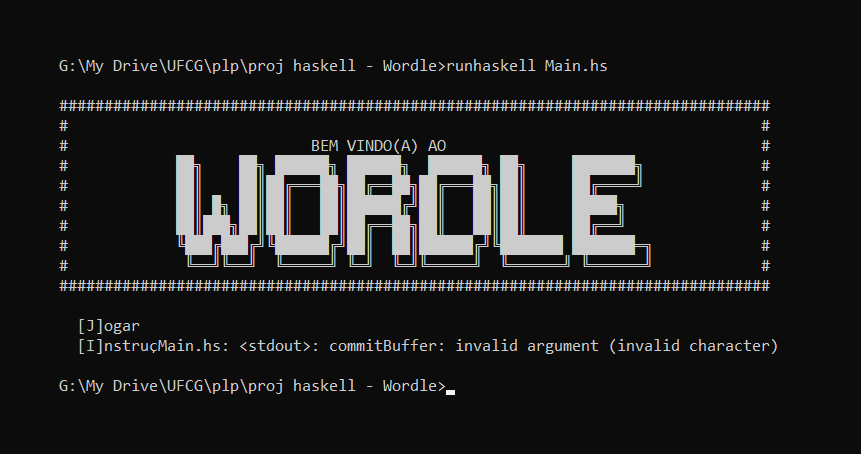 G:\My Drive\UFCG\plp\proj haskell - Wordle>runhaskell Main.hs
###############################################################################
# #
# BEM VINDO(A) AO #
# WORDLE #
# #
# #
# #
# #
# #
###############################################################################
[J]ogar
[I]nstruçMain.hs: <stdout>: commitBuffer: invalid argument (invalid character)
G:\My Drive\UFCG\plp\proj haskell - Wordle>